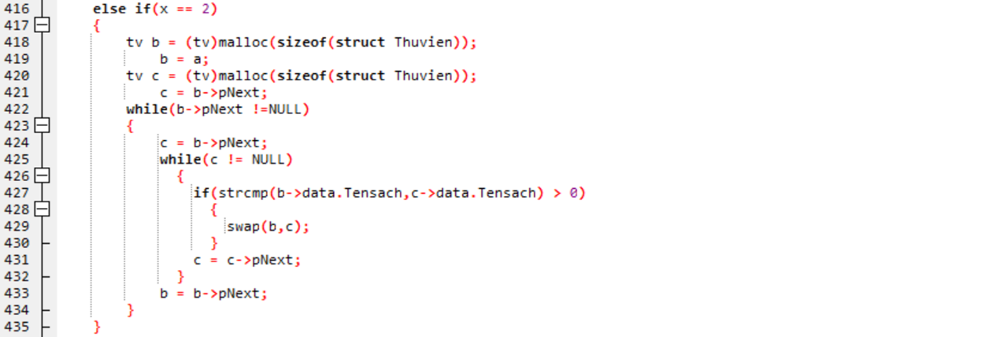 416 else if(x == 2)
417 {
418 tv b = (tv)malloc(sizeof(struct Thuvien));
419 b = a;
420 tv c = (tv)malloc(sizeof(struct Thuvien));
421 c = b->pNext;
422 while(b->pNext !=NULL)
423 {
424 c = b->pNext;
425 while(c != NULL)
426 {
427 if(strcmp(b->data.Tensach,c->data.Tensach) > 0)
428 {
429 swap(b,c);
430 }
431 c = c->pNext;
432 }
433 b = b->pNext;
434 }
435 }